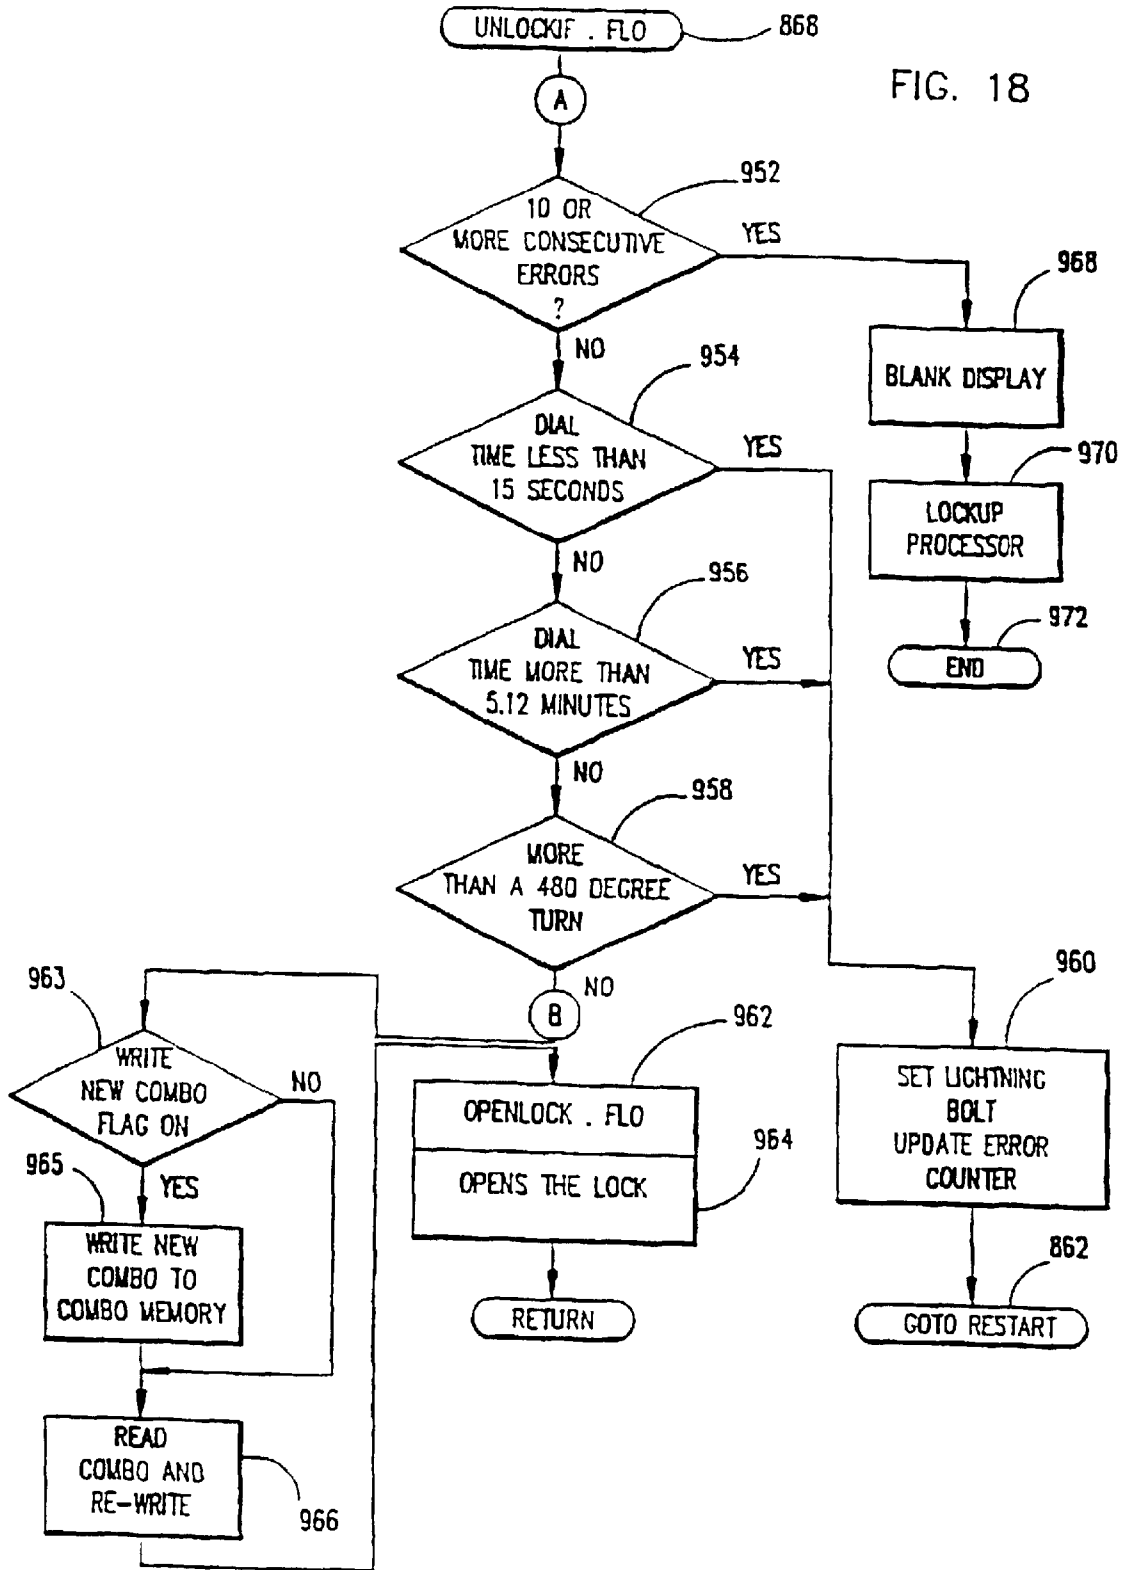 UNLOCKIF . FLO
868
FIG. 18
A
952
10 OR
MORE CONSECUTIVE
ERRORS
?
YES
968
BLANK DISPLAY
NO
954
DIAL
TIME LESS THAN
15 SECONDS
YES
970
LOCKUP
PROCESSOR
NO
956
972
END
DIAL
TIME MORE THAN
5.12 MINUTES
YES
NO
958
MORE
THAN A 480 DEGREE
TURN
YES
NO
B
963
WRITE
NEW COMBO
FLAG ON
NO
962
OPENLOCK . FLO
964
OPENS THE LOCK
960
SET LIGHTNING
BOLT
UPDATE ERROR
COUNTER
965
YES
WRITE NEW
COMBO TO
COMBO MEMORY
RETURN
862
GOTO RESTART
READ
COMBO AND
RE-WRITE
966